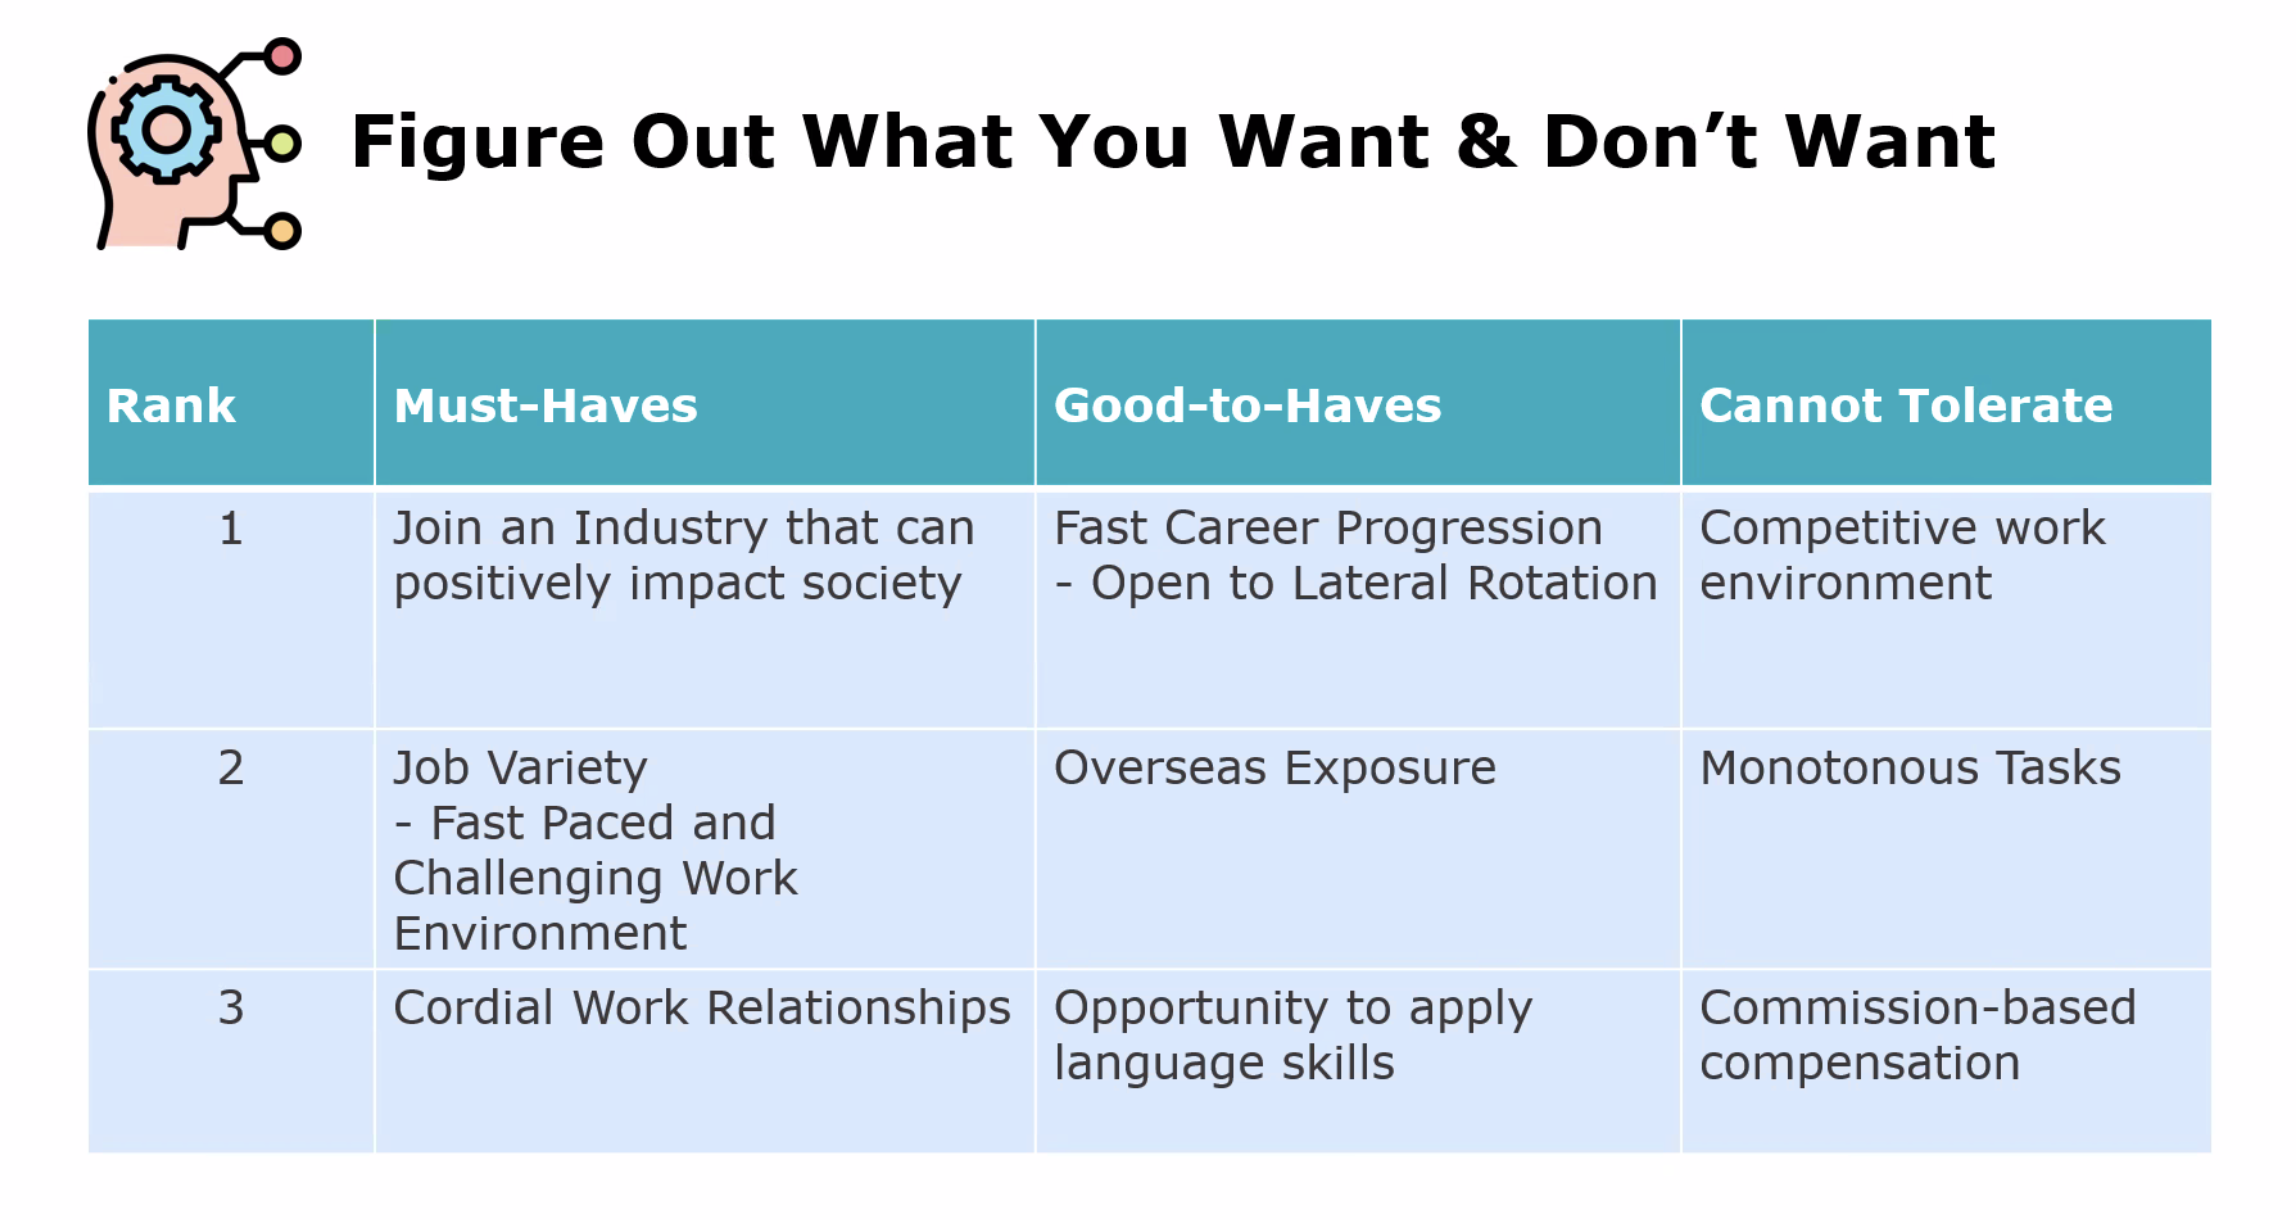 Figure Out What You Want & Don’t Want
Rank
Must-Haves
Good-to-Haves
Cannot Tolerate
1
Join an Industry that can
positively impact society
Fast Career Progression
- Open to Lateral Rotation
Competitive work
environment
2
Job Variety
- Fast Paced and
Challenging Work
Environment
Overseas Exposure
Monotonous Tasks
3
Cordial Work Relationships
Opportunity to apply
language skills
Commission-based
compensation